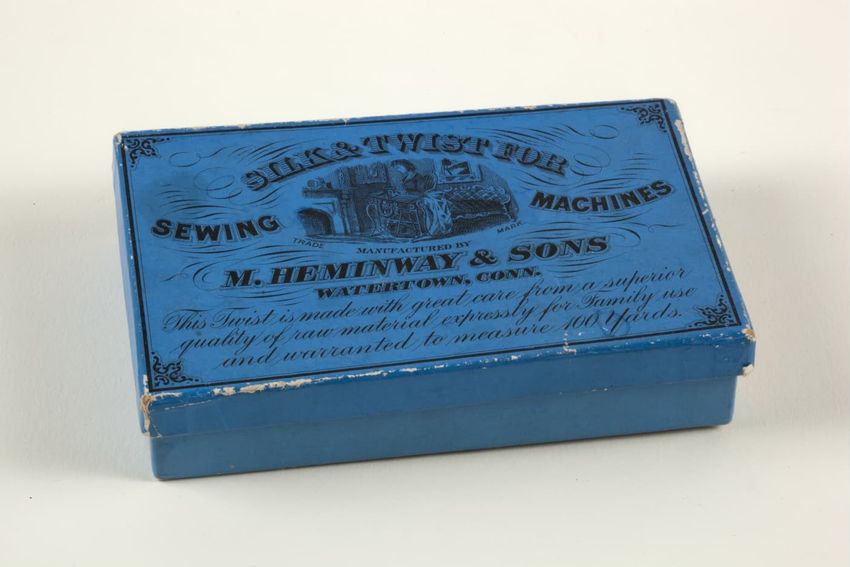 SILK & TWIST FOR
SEWING MACHINES
TRADE MARK
MANUFACTURED BY
M. HEMINWAY & SONS
WATERTOWN, CONN.
This Twist is made with great care from a superior
quality of raw material expressly for Family use
and warranted to measure 100 Yards.